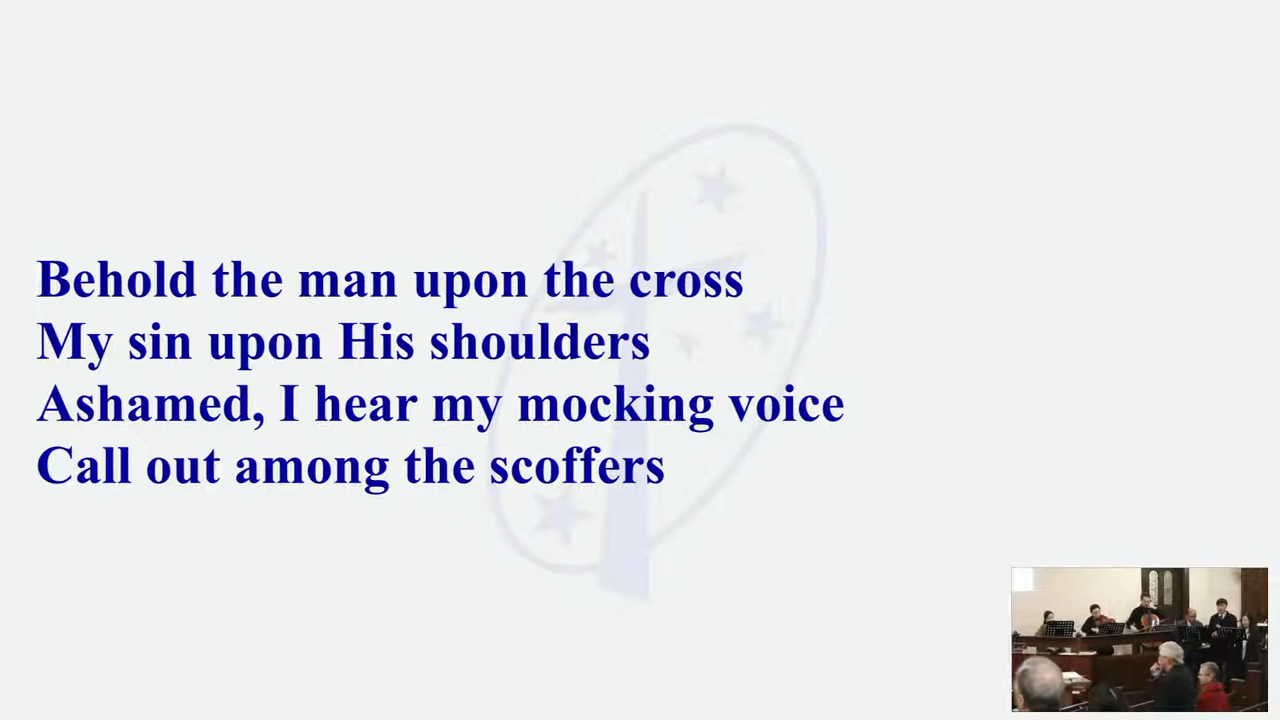 Behold the man upon the cross
My sin upon His shoulders
Ashamed, I hear my mocking voice
Call out among the scoffers